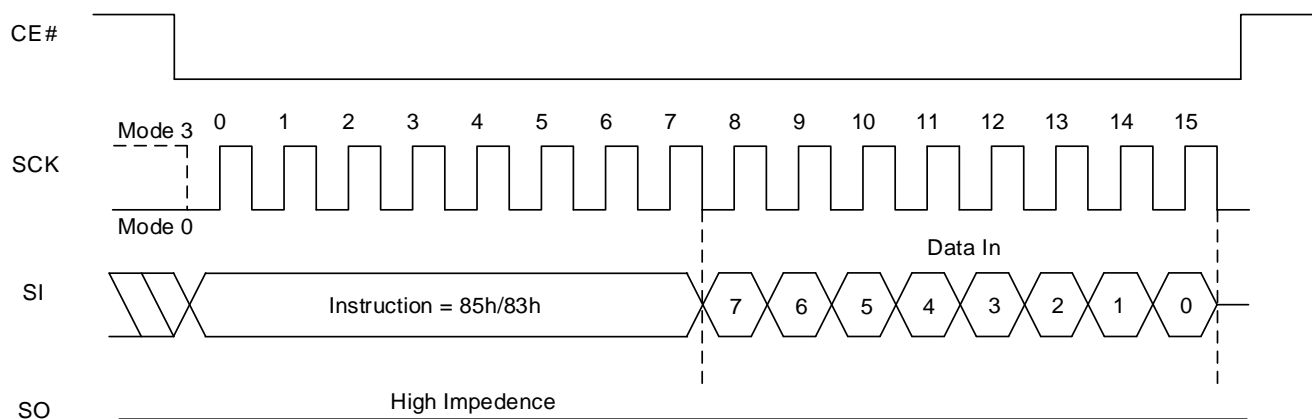 CE#
Mode 3
0 1 2 3 4 5 6 7 8 9 10 11 12 13 14 15
SCK
Mode 0
Data In
SI
Instruction = 85h/83h
7 6 5 4 3 2 1 0
High Impedence
SO